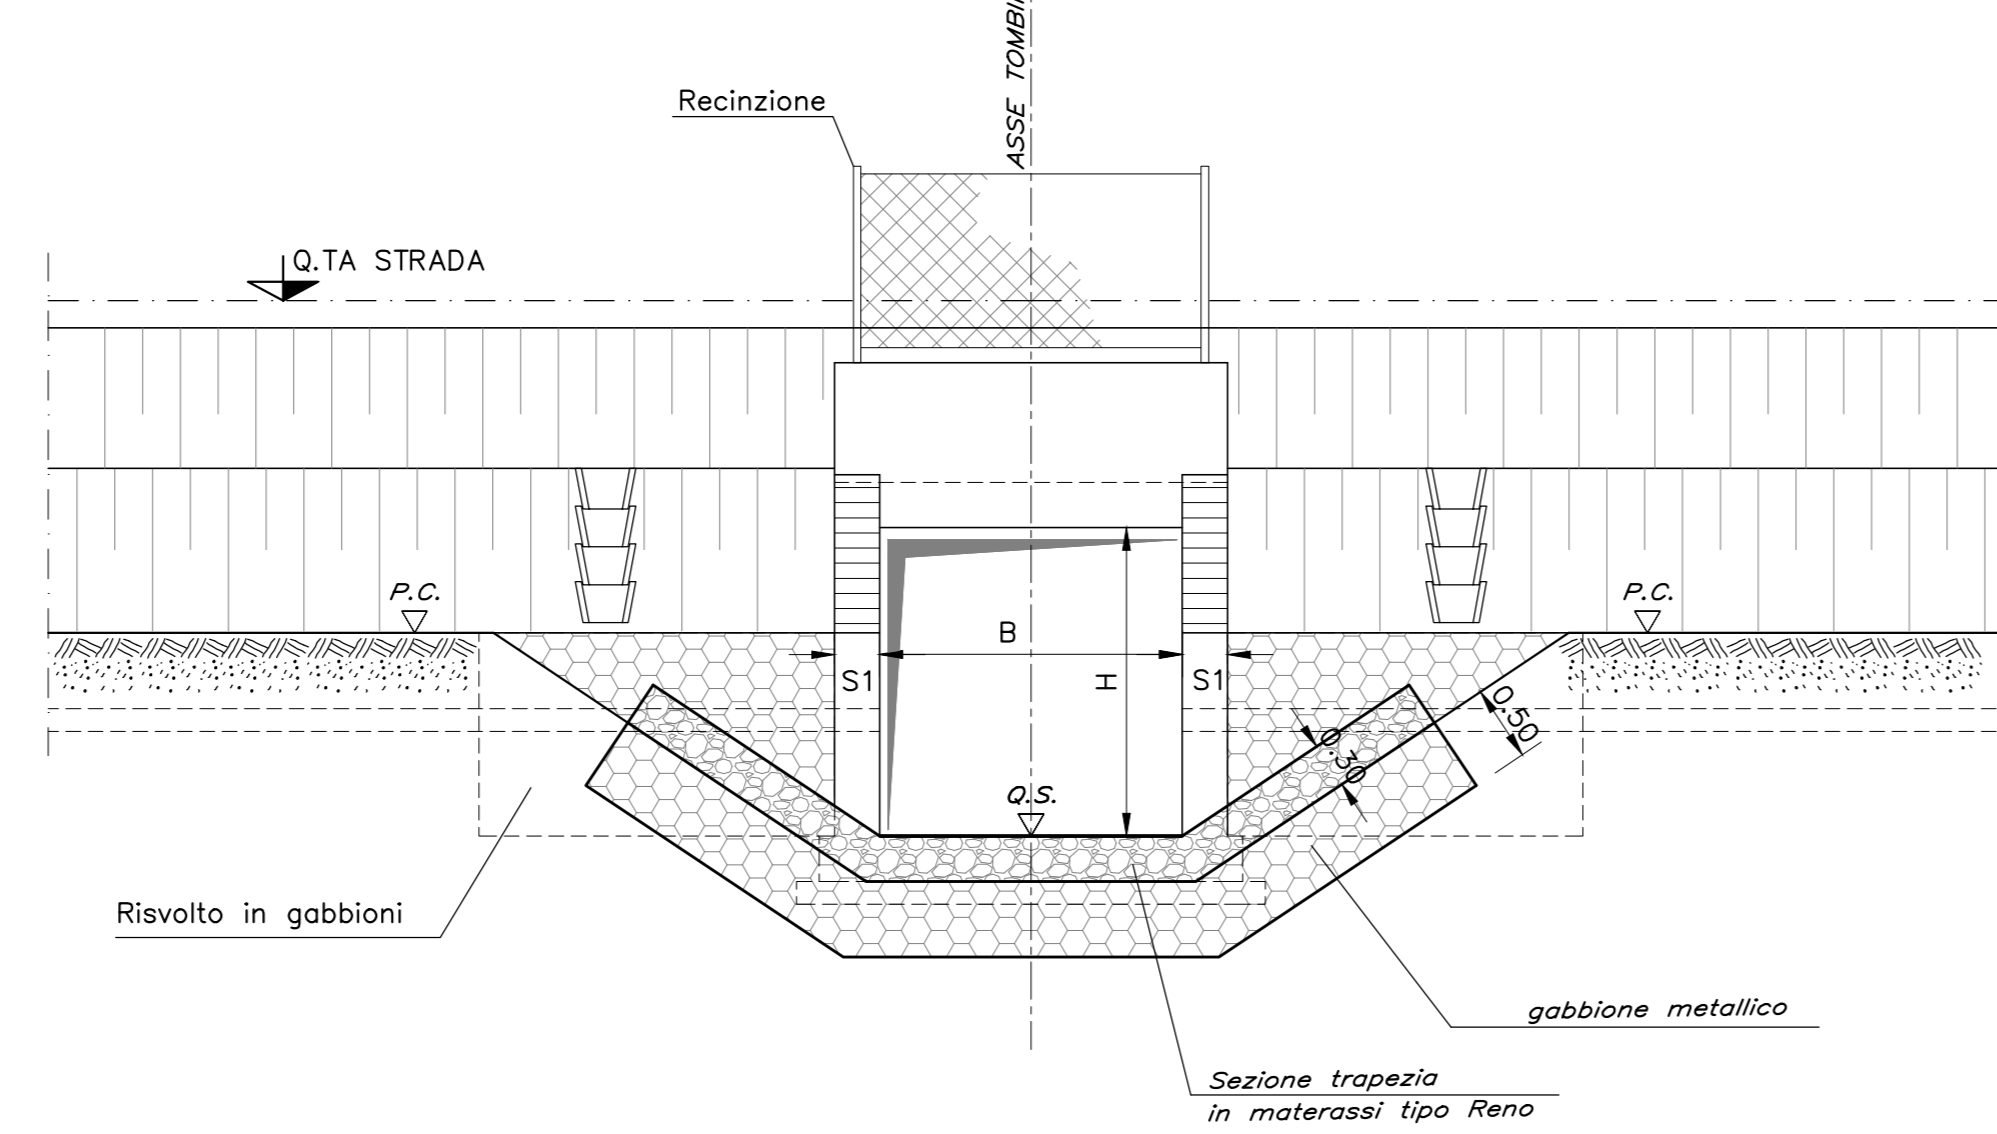 ASSE
Recinzione
Q.TA STRADA
P.C.
P.C.
B
S1
H
S1
0.50
0.30
Q.S.
Risvolto in gabbioni
gabbione metallico
Sezione trapezia
in materassi tipo Reno